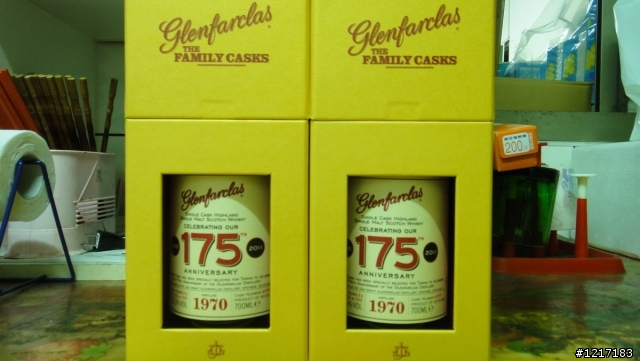 Glenfarclas
THE
FAMILY CASKS
Glenfarclas
THE
FAMILY CASKS
Glenfarclas
SINGLE CASK HIGHLAND
SINGLE MALT SCOTCH WHISKY
CELEBRATING OUR
175TH
2011
ANNIVERSARY
1970
700ML
Glenfarclas
SINGLE CASK HIGHLAND
SINGLE MALT SCOTCH WHISKY
CELEBRATING OUR
175TH
2011
ANNIVERSARY
1970
700ML
200
#1217183